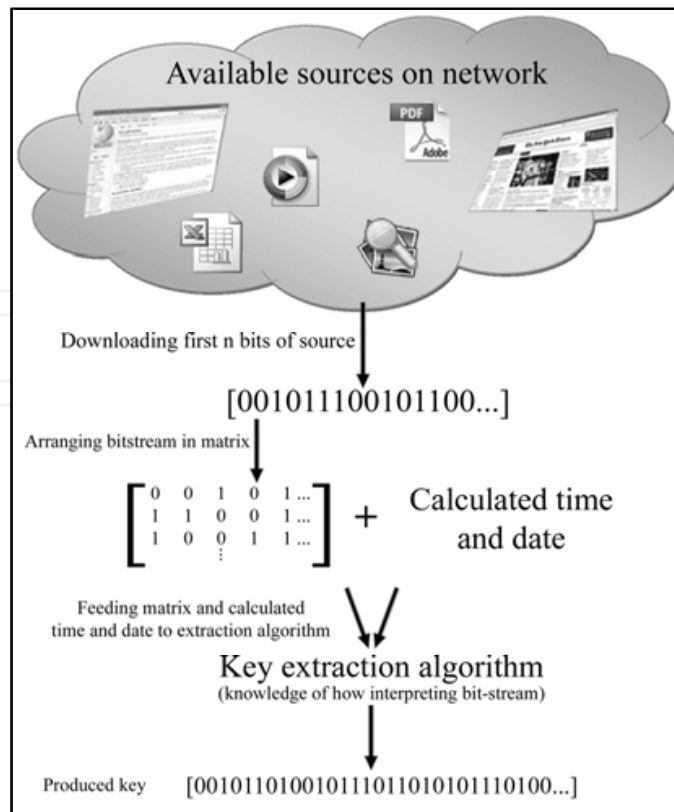 Available sources on network
PDF
Adobe
X
Downloading first n bits of source
[001011100101100...]
Arranging bitstream in matrix
0 0 1 0 1 ...
1 1 0 0 1 ...
1 0 0 1 1 ...
⋮
+
Calculated time
and date
Feeding matrix and calculated
time and date to extraction algorithm
Key extraction algorithm
(knowledge of how interpreting bit-stream)
Produced key [001011010010111011010101110100...]